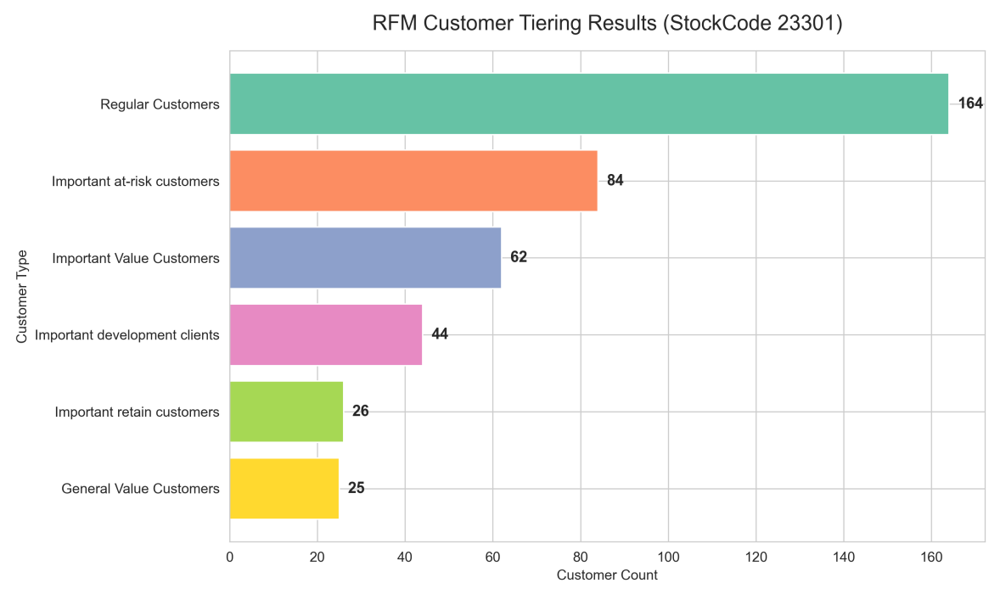 RFM Customer Tiering Results (StockCode 23301)
Customer Type
Regular Customers
164
Important at-risk customers
84
Important Value Customers
62
Important development clients
44
Important retain customers
26
General Value Customers
25
0 20 40 60 80 100 120 140 160
Customer Count